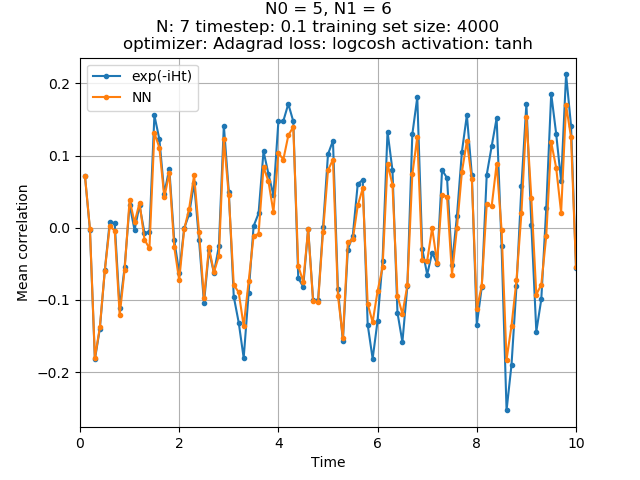 N0 = 5, N1 = 6
N: 7 timestep: 0.1 training set size: 4000
optimizer: Adagrad loss: logcosh activation: tanh
exp(-iHt)
NN
Mean correlation
0.2
0.1
0.0
−0.1
−0.2
0 2 4 6 8 10
Time